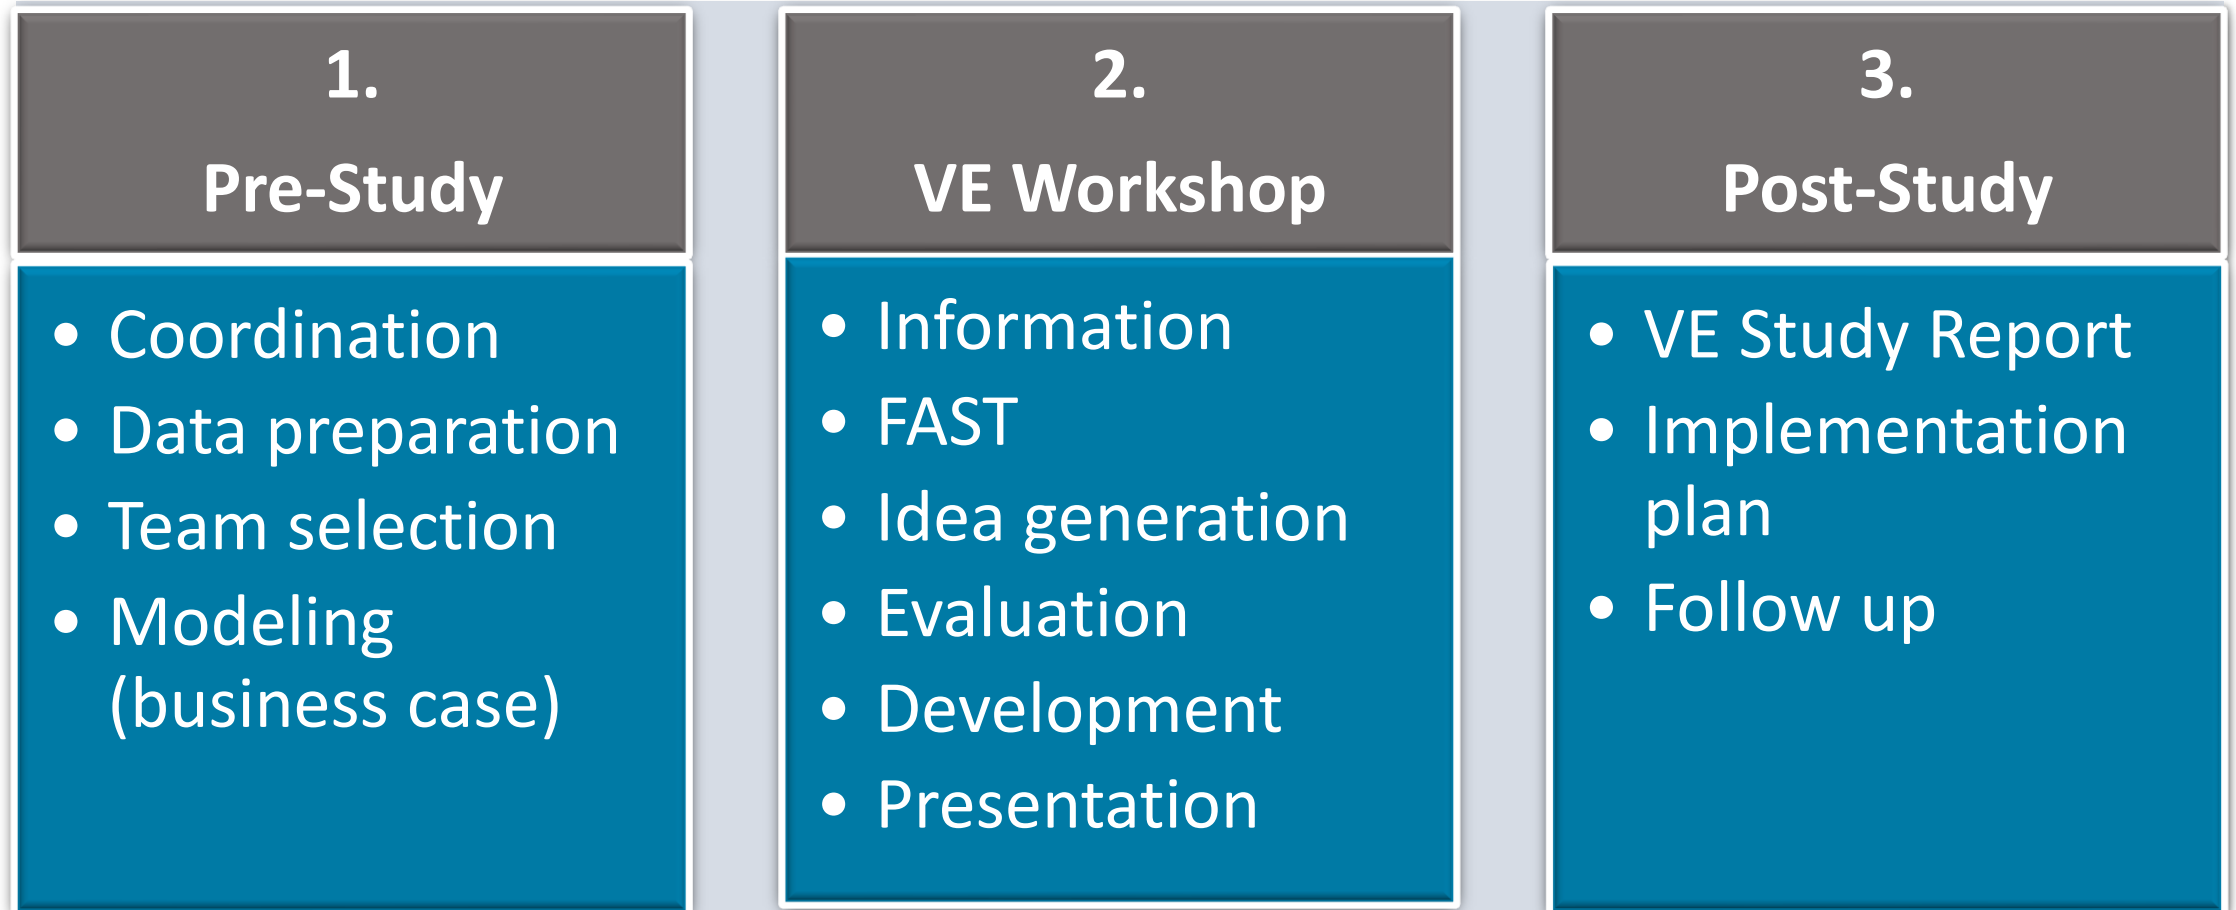 1.
Pre-Study
• Coordination
• Data preparation
• Team selection
• Modeling
(business case)
2.
VE Workshop
• Information
• FAST
• Idea generation
• Evaluation
• Development
• Presentation
3.
Post-Study
• VE Study Report
• Implementation
plan
• Follow up